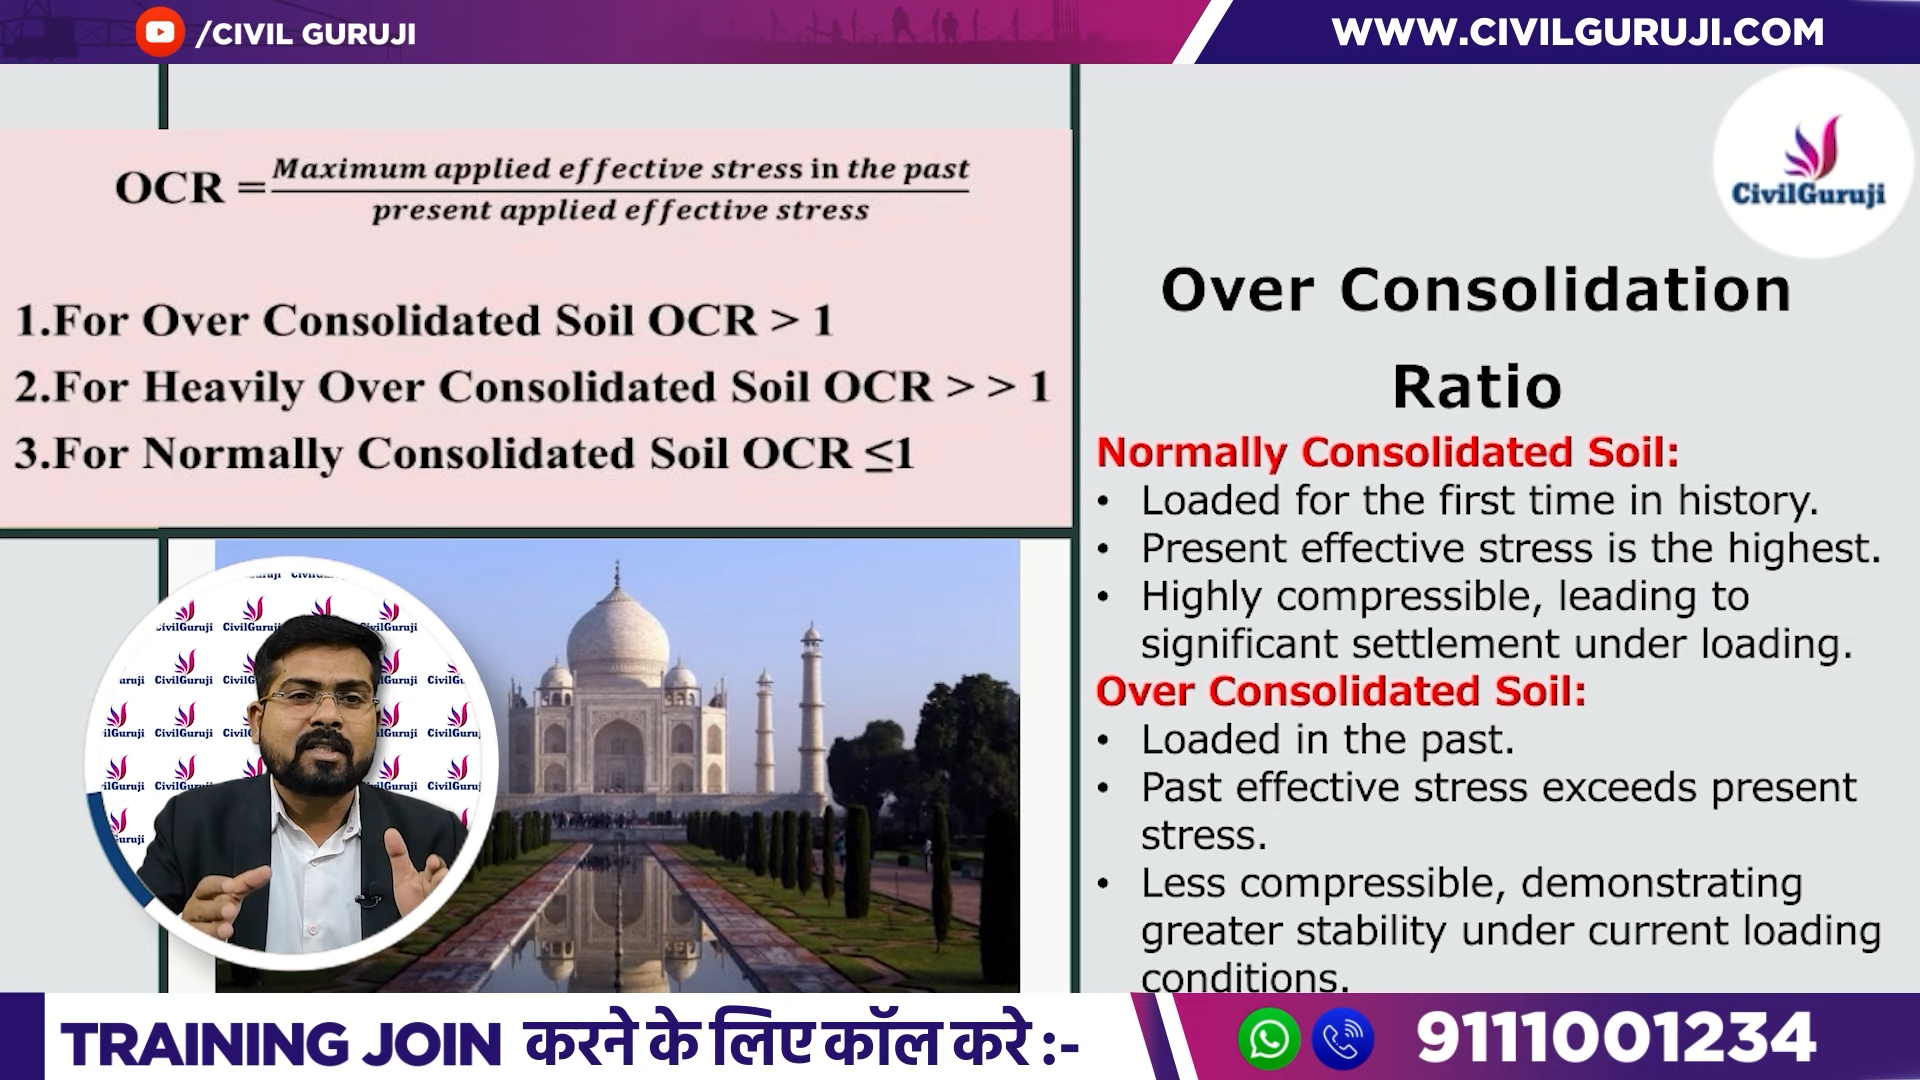 /CIVIL GURUJI
WWW.CIVILGURUJI.COM
CivilGuruji
OCR = Maximum applied effective stress in the past
present applied effective stress
1.For Over Consolidated Soil OCR > 1
2.For Heavily Over Consolidated Soil OCR > > 1
3.For Normally Consolidated Soil OCR ≤1
Over Consolidation
Ratio
Normally Consolidated Soil:
• Loaded for the first time in history.
• Present effective stress is the highest.
• Highly compressible, leading to
significant settlement under loading.
Over Consolidated Soil:
• Loaded in the past.
• Past effective stress exceeds present
stress.
• Less compressible, demonstrating
greater stability under current loading
conditions.
TRAINING JOIN करने के लिए कॉल करे :-
9111001234